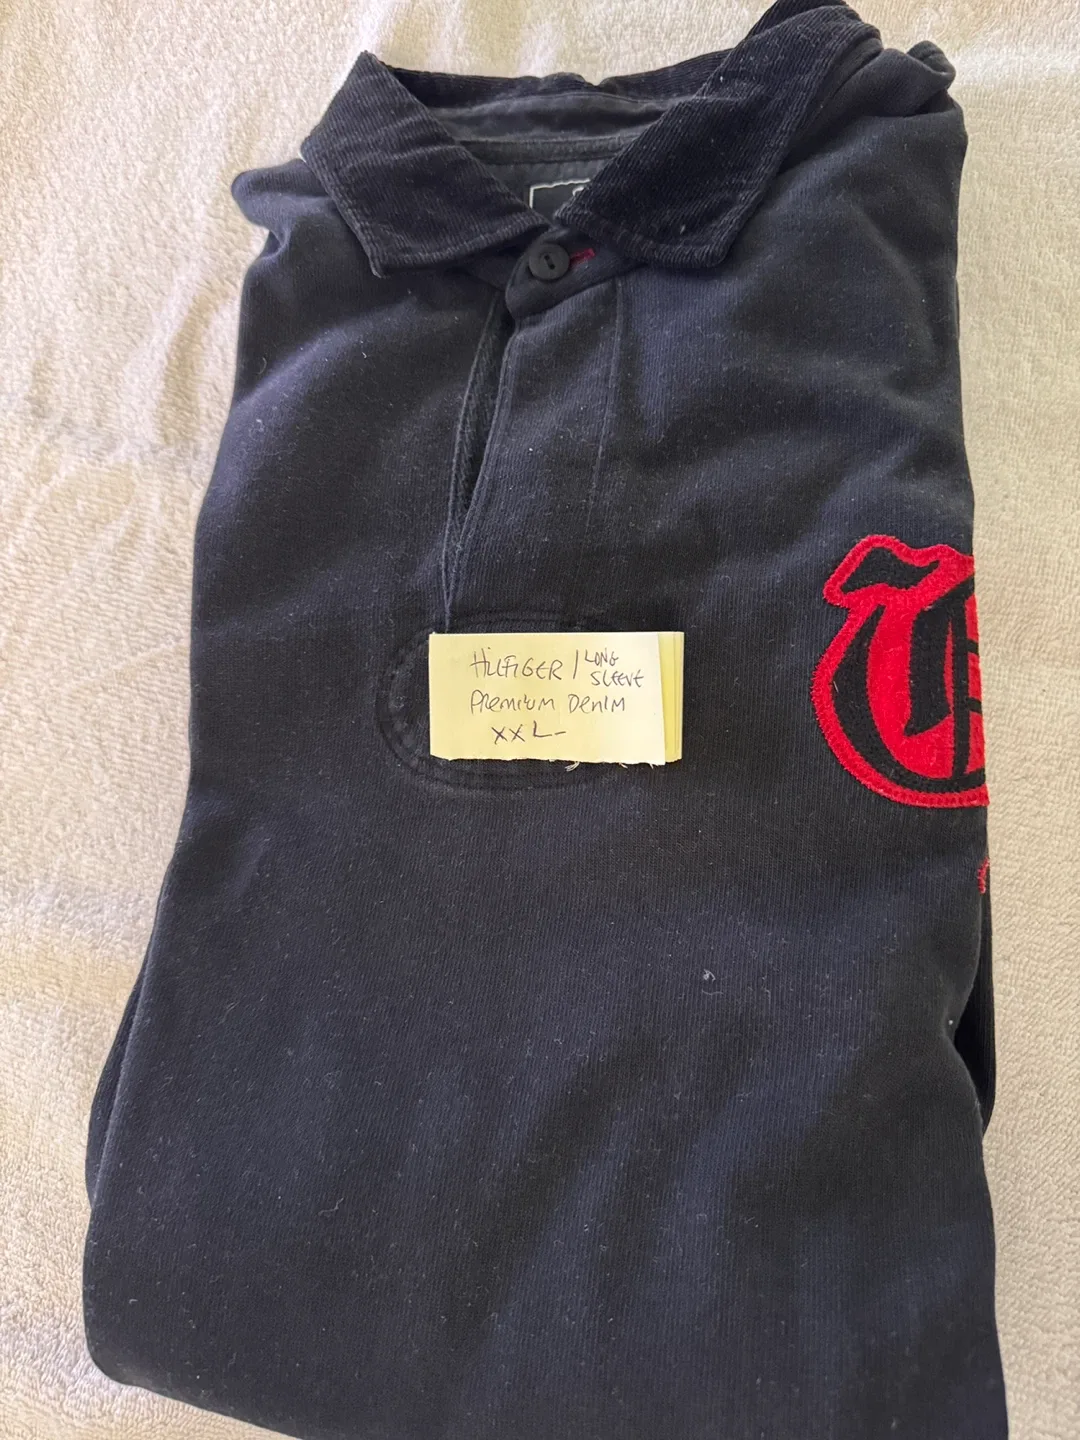 HILFIGER / LONG SLEEVE
Premium Denim
XXL